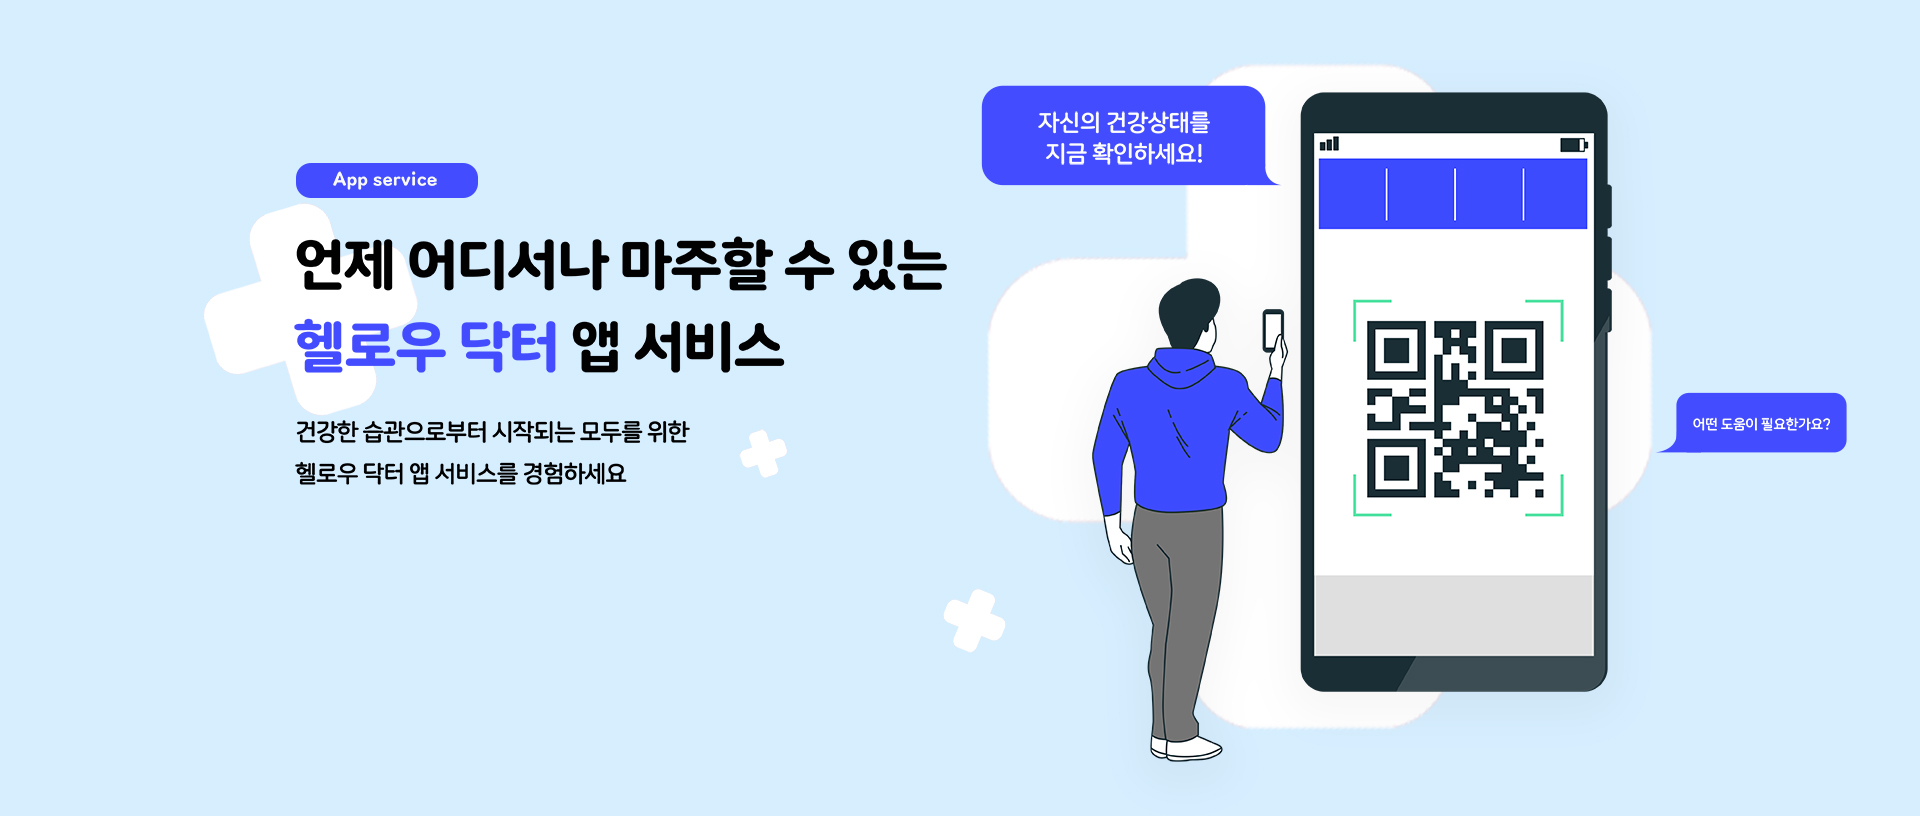 App service
언제 어디서나 마주할 수 있는
헬로우 닥터 앱 서비스
건강한 습관으로부터 시작되는 모두를 위한
헬로우 닥터 앱 서비스를 경험하세요
자신의 건강상태를
지금 확인하세요!
어떤 도움이 필요한가요?